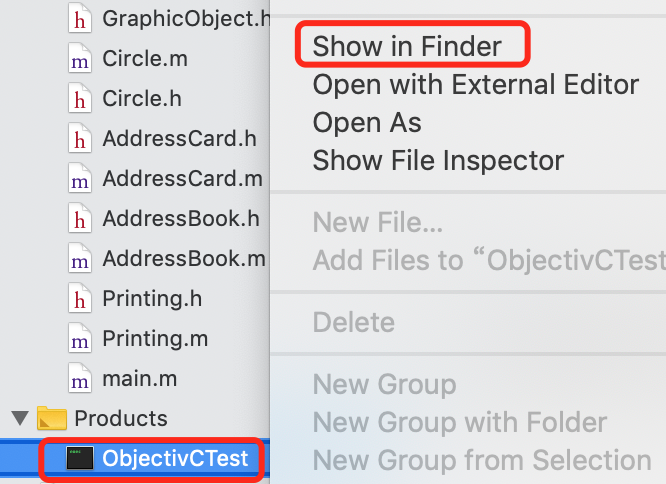 GraphicObject.h
Circle.m
Circle.h
AddressCard.h
AddressCard.m
AddressBook.h
AddressBook.m
Printing.h
Printing.m
main.m
Products
ObjectivCTest
Show in Finder
Open with External Editor
Open As
Show File Inspector
New File...
Add Files to “ObjectivCTest
Delete
New Group
New Group with Folder
New Group from Selection